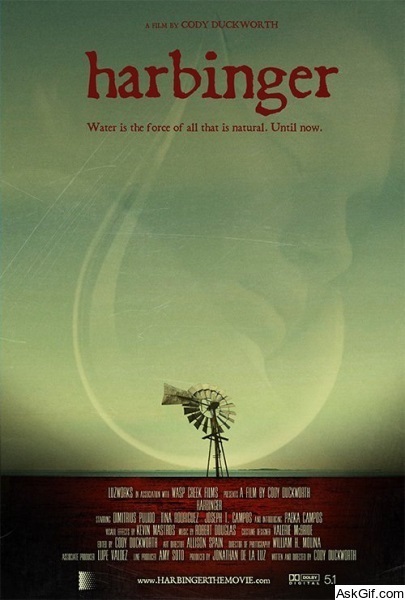 A FILM BY CODY DUCKWORTH
harbinger
Water is the force of all that is natural. Until now.
LUZWORKS IN ASSOCIATION WITH WASP CREEK FILMS PRESENTS A FILM BY CODY DUCKWORTH
HARBINGER
STARRING DIMITRIUS PULIDO TINA RODRIGUEZ JOSEPH L. CAMPOS AND INTRODUCING PAEKA CAMPOS
VISUAL EFFECTS BY KEVIN MASTROS MUSIC BY ROBERT DOUGLAS COSTUME DESIGNER VALERIE McGUIRE
EDITED BY CODY DUCKWORTH ART DIRECTOR ALLISON SPAIN DIRECTOR OF PHOTOGRAPHY WILLIAM H. MOLINA
ASSOCIATE PRODUCER LUPE VALDEZ LINE PRODUCER AMY SOTO PRODUCED BY JONATHAN DE LA LUZ WRITTEN AND DIRECTED BY CODY DUCKWORTH
WWW.HARBINGERTHEMOVIE.COM
DOLBY
DIGITAL
5.1
AskGif.com